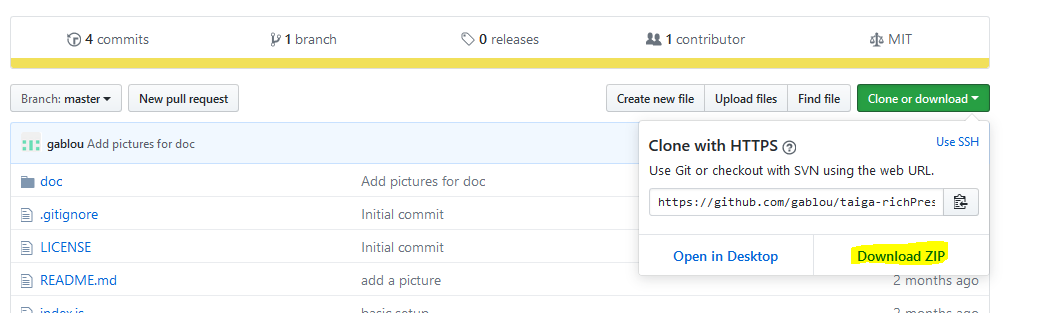 4 commits
1 branch
0 releases
1 contributor
MIT
Branch: master
New pull request
Create new file
Upload files
Find file
Clone or download
gablou Add pictures for doc
Clone with HTTPS
Use SSH
Use Git or checkout with SVN using the web URL.
https://github.com/gablou/taiga-richPres
Open in Desktop
Download ZIP
doc Add pictures for doc
.gitignore Initial commit
LICENSE Initial commit
README.md add a picture 2 months ago
index.js basic setup